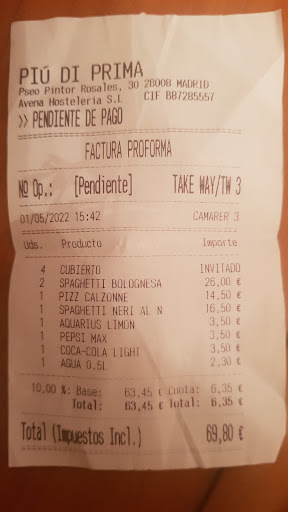 PIÚ DI PRIMA
Pseo Pintor Rosales, 30 28008 MADRID
Avena Hosteleria S.L CIF B87285557
>> PENDIENTE DE PAGO
FACTURA PROFORMA
Nº Op.: [Pendiente] TAKE WAY/TW 3
01/05/2022 15:42 CAMARER 3
Uds. Producto Importe
4 CUBIERTO INVITADO
2 SPAGHETTI BOLOGNESA 26,00 €
1 PIZZ CALZONNE 14,50 €
1 SPAGHETTI NERI AL N 16,50 €
1 AQUARIUS LIMON 3,50 €
1 PEPSI MAX 3,50 €
1 COCA-COLA LIGHT 3,50 €
1 AGUA 0.5L 2,30 €
10,00 %: Base: 63,45 € Cuota: 6,35 €
Total: 63,45 € Total: 6,35 €
Total (Impuestos Incl.) 69,80 €